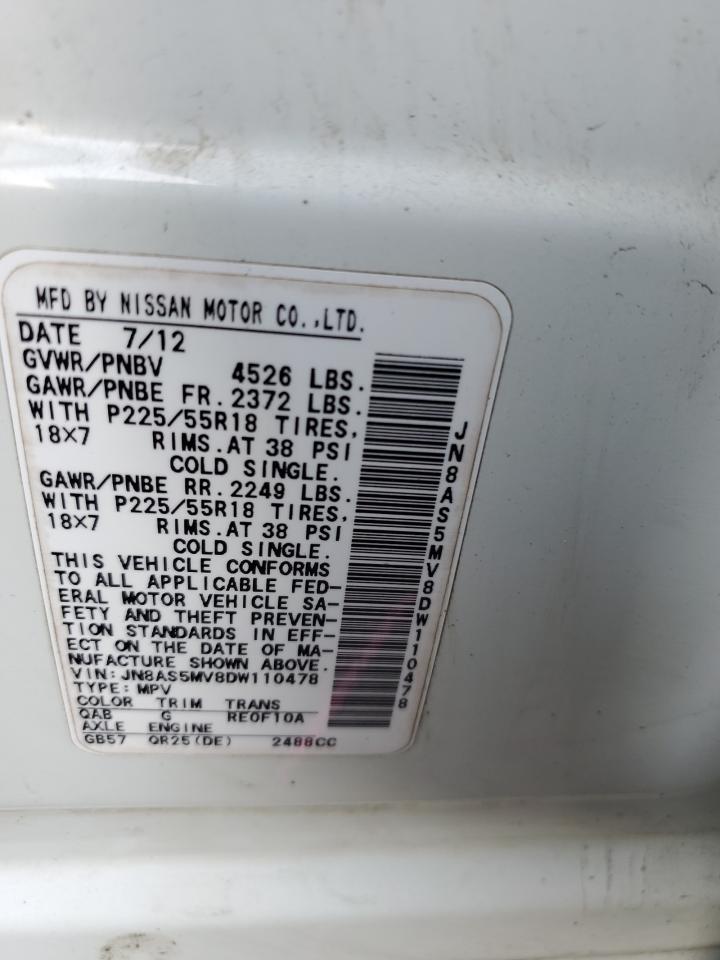 MFD BY NISSAN MOTOR CO.,LTD.
DATE 7/12
GVWR/PNBV 4526 LBS.
GAWR/PNBE FR. 2372 LBS.
WITH P225/55R18 TIRES,
18×7 RIMS.AT 38 PSI
COLD SINGLE.
GAWR/PNBE RR. 2249 LBS.
WITH P225/55R18 TIRES,
18×7 RIMS.AT 38 PSI
COLD SINGLE.
THIS VEHICLE CONFORMS
TO ALL APPLICABLE FED-
ERAL MOTOR VEHICLE SA-
FETY AND THEFT PREVEN-
TION STANDARDS IN EFF-
ECT ON THE DATE OF MA-
NUFACTURE SHOWN ABOVE.
VIN:JN8AS5MV8DW110478
TYPE:MPV
COLOR TRIM TRANS
QAB G RE0F10A
AXLE ENGINE
GB57 QR25(DE) 2488CC
JN8AS5MV8DW110478